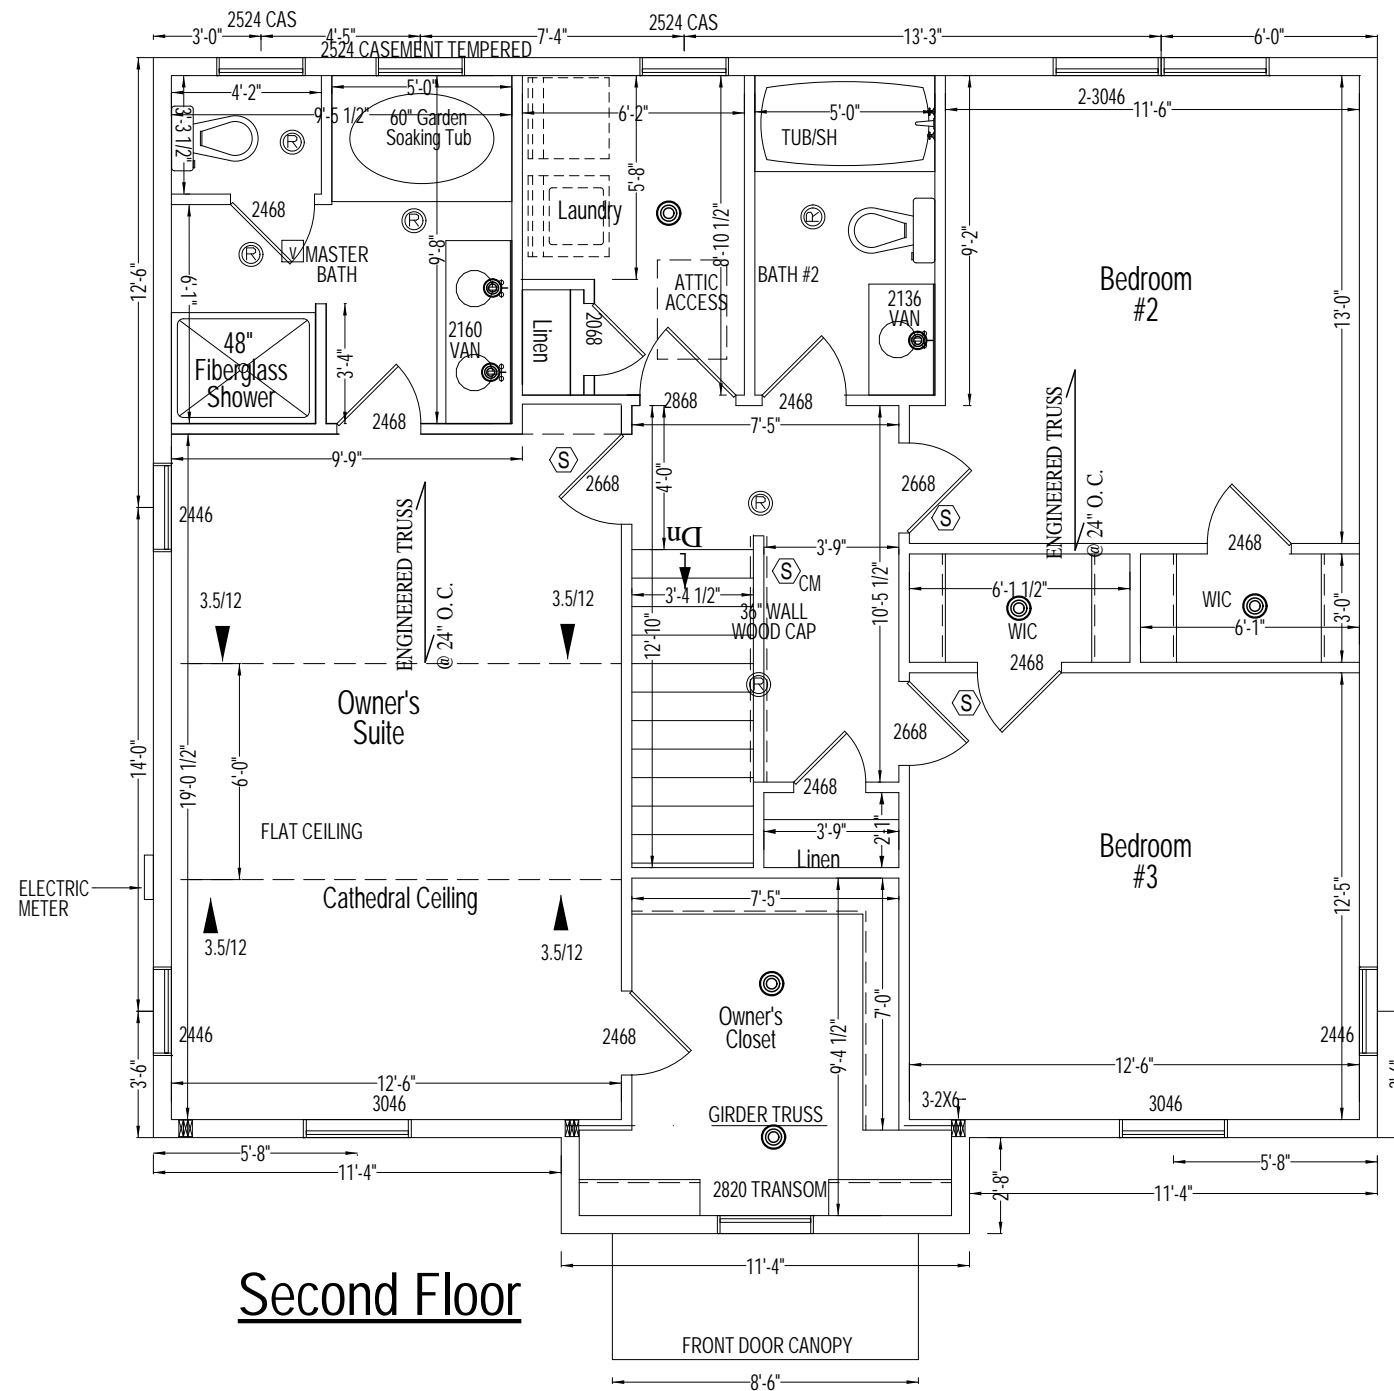 2524 CAS
2524 CAS
3'-0"
4'-5"
7'-4"
13'-3"
6'-0"
2524 CASEMENT TEMPERED
4'-2"
5'-0"
9'-5 1/2"
60" Garden
Soaking Tub
6'-2"
5'-0"
2-3046
11'-6"
3'-3 1/2"
R
TUB/SH
5'-8"
2468
R
Laundry
R
8'-10 1/2"
9'-2"
12'-6"
R
V
MASTER
BATH
9'-8"
6'-1"
ATTIC
ACCESS
BATH #2
Bedroom
#2
2136
VAN
13'-0"
48"
Fiberglass
Shower
3'-4"
2160
VAN
Linen
2068
2468
2868
2468
7'-5"
9'-9"
S
2668
4'-0"
R
2668
S
ENGINEERED TRUSS
@ 24" O. C.
2446
ENGINEERED TRUSS
@ 24" O. C.
Dn
3'-9"
2468
S
CM
3'-4 1/2"
36" WALL
WOOD CAP
10'-5 1/2"
6'-1 1/2"
WIC
WIC
6'-1"
3'-0"
3.5/12
3.5/12
12'-10"
2468
R
S
Owner's
Suite
2668
14'-0"
19'-0 1/2"
6'-0"
2468
FLAT CEILING
3'-9"
2'-1"
Linen
Bedroom
#3
ELECTRIC
METER
Cathedral Ceiling
7'-5"
12'-5"
3.5/12
3.5/12
7'-0"
Owner's
Closet
9'-4 1/2"
2446
2468
2446
3'-6"
12'-6"
3046
12'-6"
3-2X6
3046
GIRDER TRUSS
5'-8"
11'-4"
2820 TRANSOM
2'-8"
5'-8"
11'-4"
11'-4"
Second Floor
FRONT DOOR CANOPY
8'-6"